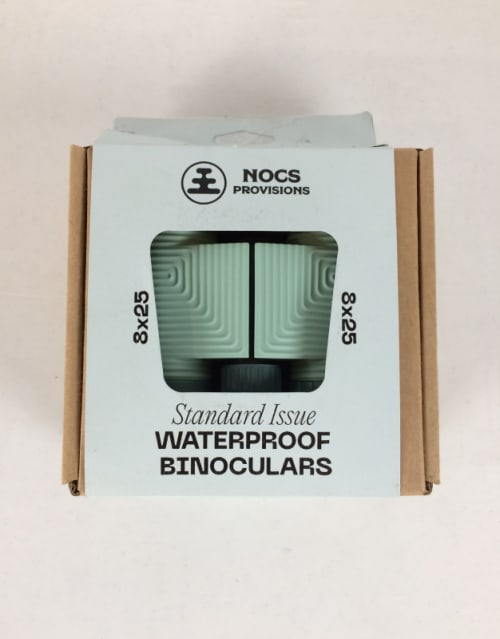 NOCS
PROVISIONS
8x25
8x25
Standard Issue
WATERPROOF
BINOCULARS